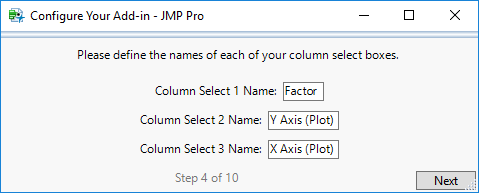 Configure Your Add-in - JMP Pro
Please define the names of each of your column select boxes.
Column Select 1 Name: Factor
Column Select 2 Name: Y Axis (Plot)
Column Select 3 Name: X Axis (Plot)
Step 4 of 10
Next